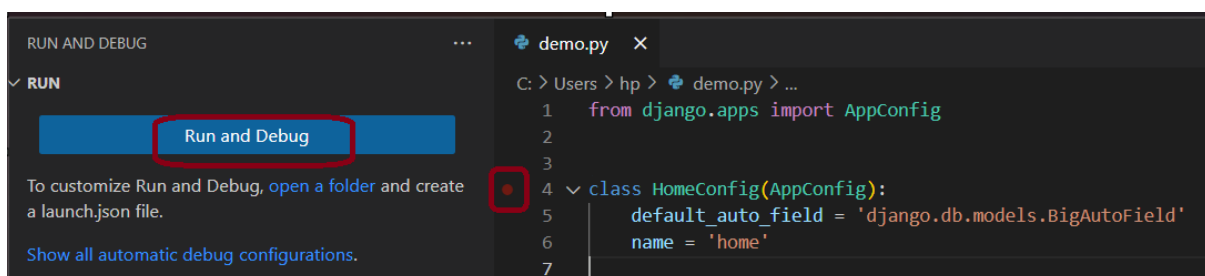 RUN AND DEBUG ...
RUN
Run and Debug
To customize Run and Debug, open a folder and create
a launch.json file.
Show all automatic debug configurations.
demo.py
C: > Users > hp > demo.py > ...
1 from django.apps import AppConfig
2
3
4 class HomeConfig(AppConfig):
5 default_auto_field = 'django.db.models.BigAutoField'
6 name = 'home'
7